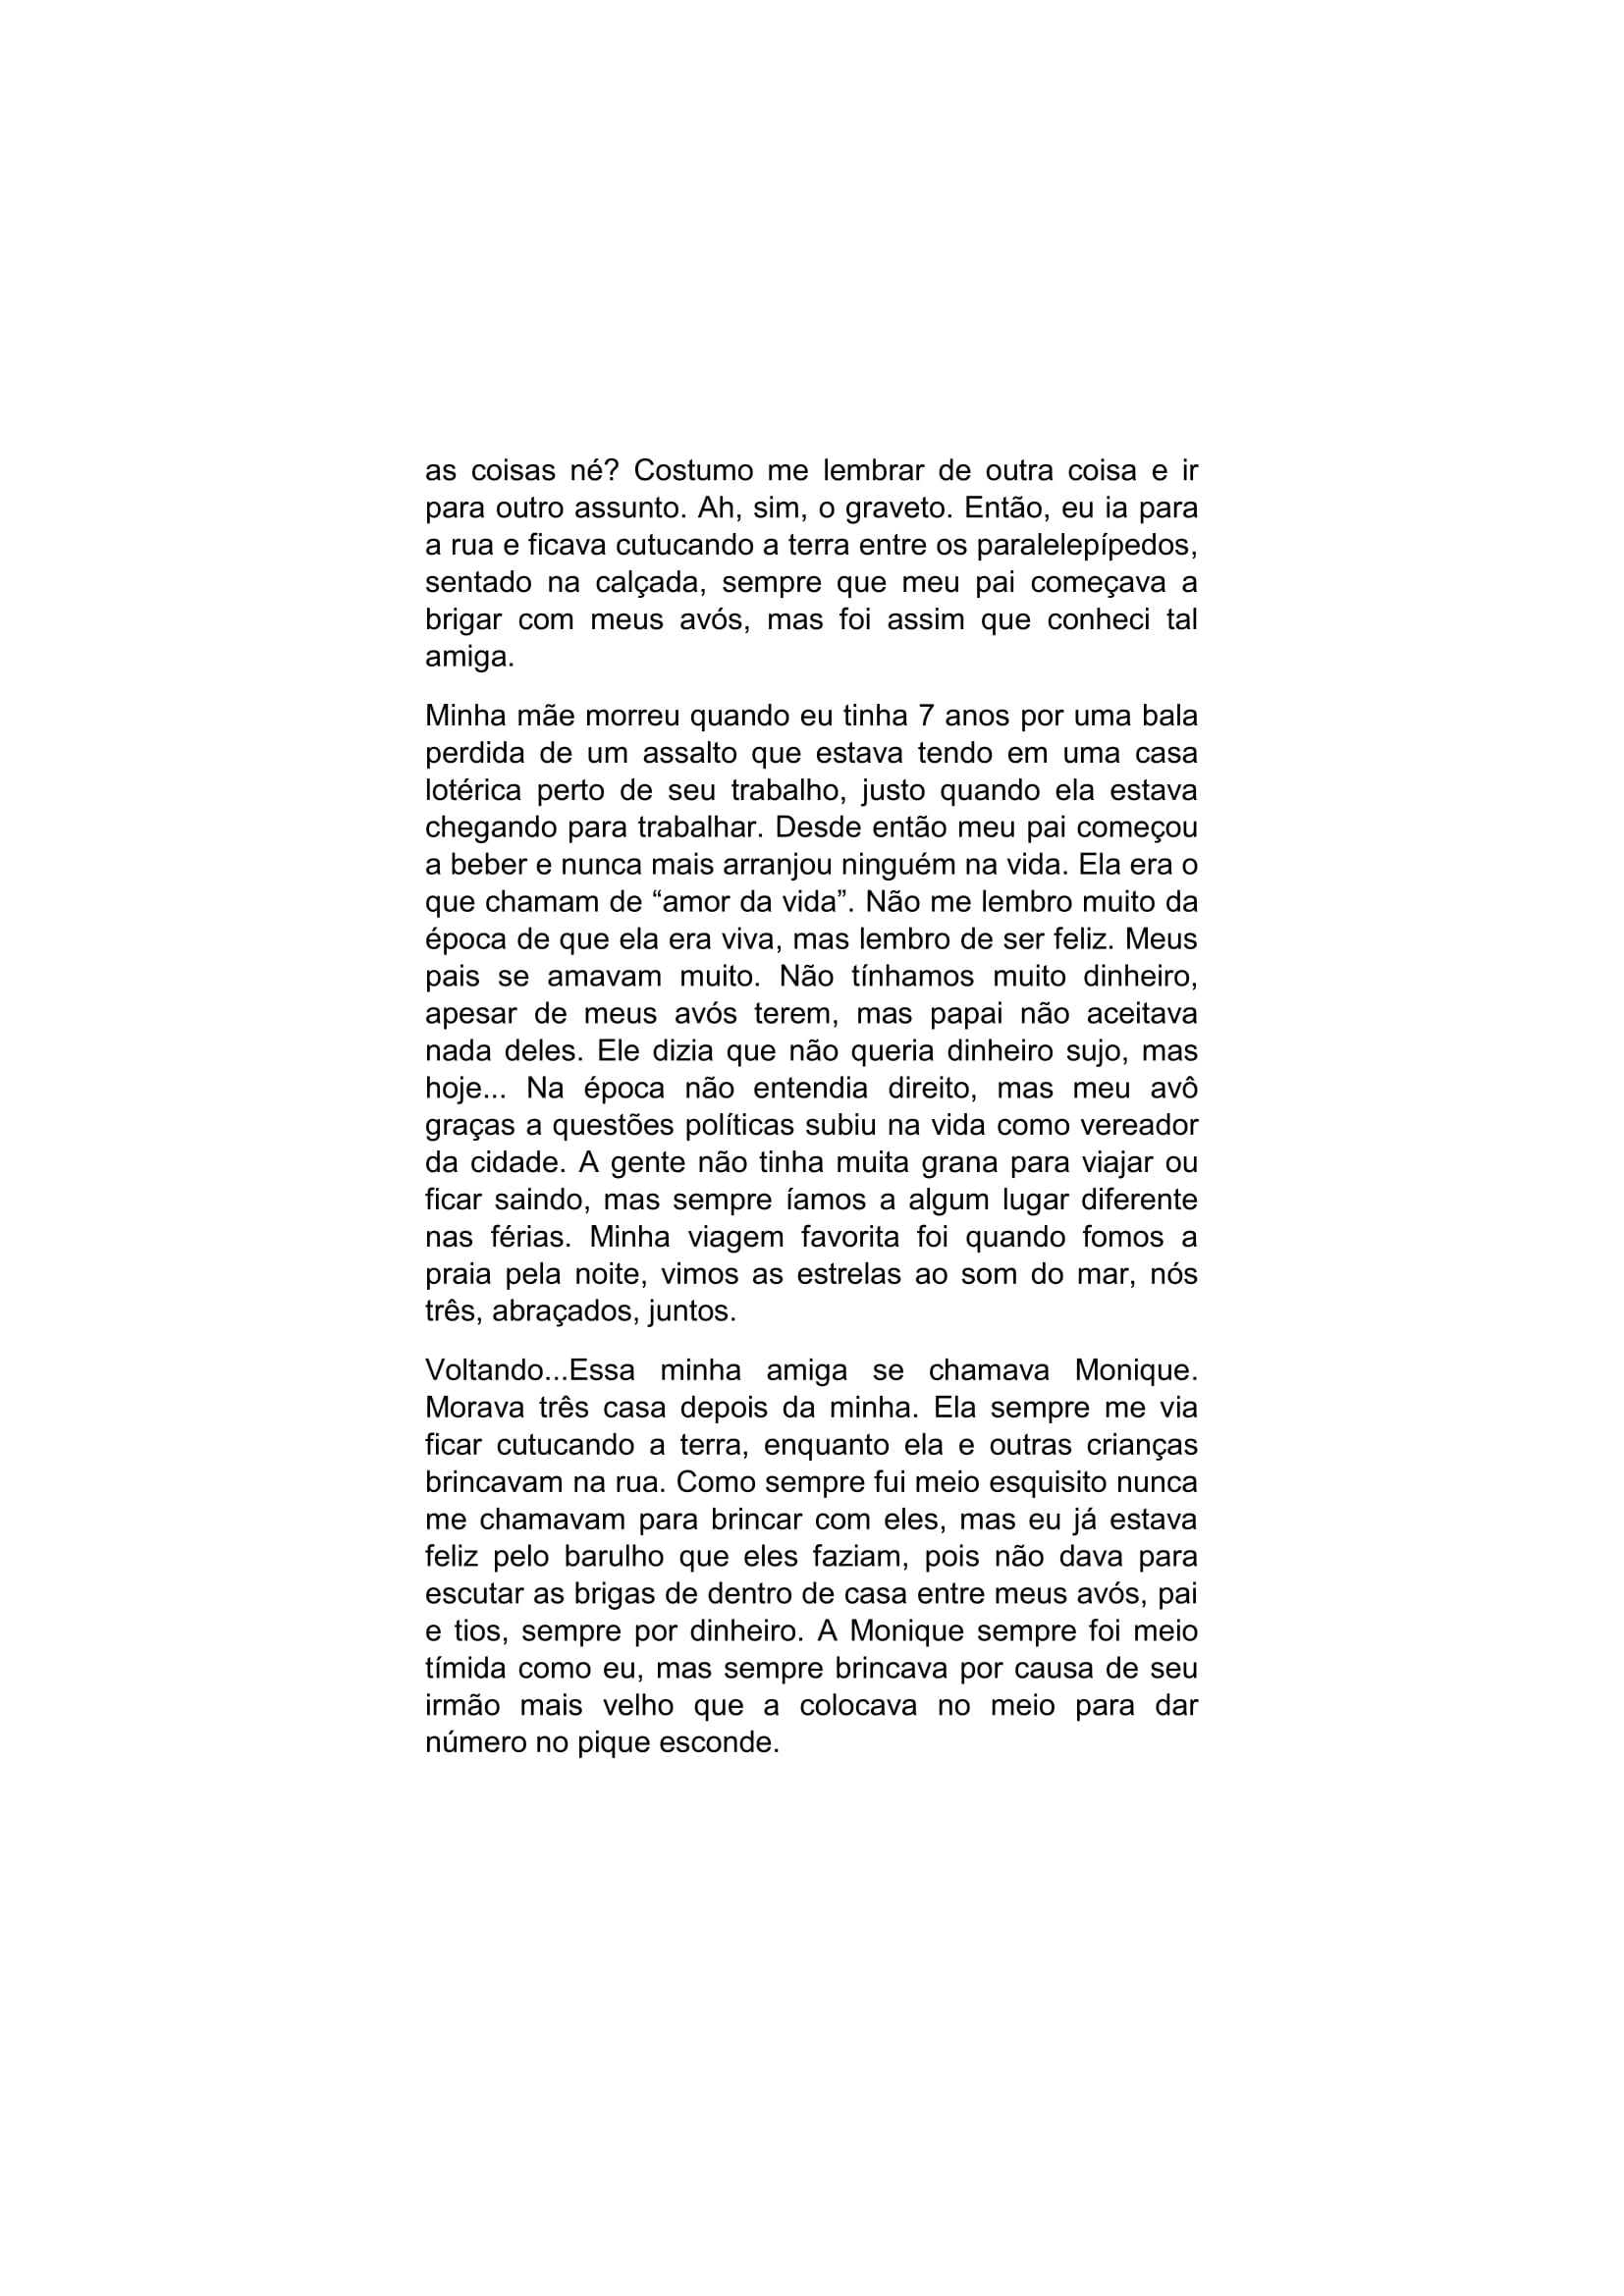 as coisas né? Costumo me lembrar de outra coisa e ir
para outro assunto. Ah, sim, o graveto. Então, eu ia para
a rua e ficava cutucando a terra entre os paralelepípedos,
sentado na calçada, sempre que meu pai começava a
brigar com meus avós, mas foi assim que conheci tal
amiga.
Minha mãe morreu quando eu tinha 7 anos por uma bala
perdida de um assalto que estava tendo em uma casa
lotérica perto de seu trabalho, justo quando ela estava
chegando para trabalhar. Desde então meu pai começou
a beber e nunca mais arranjou ninguém na vida. Ela era o
que chamam de “amor da vida”. Não me lembro muito da
época de que ela era viva, mas lembro de ser feliz. Meus
pais se amavam muito. Não tínhamos muito dinheiro,
apesar de meus avós terem, mas papai não aceitava
nada deles. Ele dizia que não queria dinheiro sujo, mas
hoje... Na época não entendia direito, mas meu avô
graças a questões políticas subiu na vida como vereador
da cidade. A gente não tinha muita grana para viajar ou
ficar saindo, mas sempre íamos a algum lugar diferente
nas férias. Minha viagem favorita foi quando fomos a
praia pela noite, vimos as estrelas ao som do mar, nós
três, abraçados, juntos.
Voltando...Essa minha amiga se chamava Monique.
Morava três casa depois da minha. Ela sempre me via
ficar cutucando a terra, enquanto ela e outras crianças
brincavam na rua. Como sempre fui meio esquisito nunca
me chamavam para brincar com eles, mas eu já estava
feliz pelo barulho que eles faziam, pois não dava para
escutar as brigas de dentro de casa entre meus avós, pai
e tios, sempre por dinheiro. A Monique sempre foi meio
tímida como eu, mas sempre brincava por causa de seu
irmão mais velho que a colocava no meio para dar
número no pique esconde.